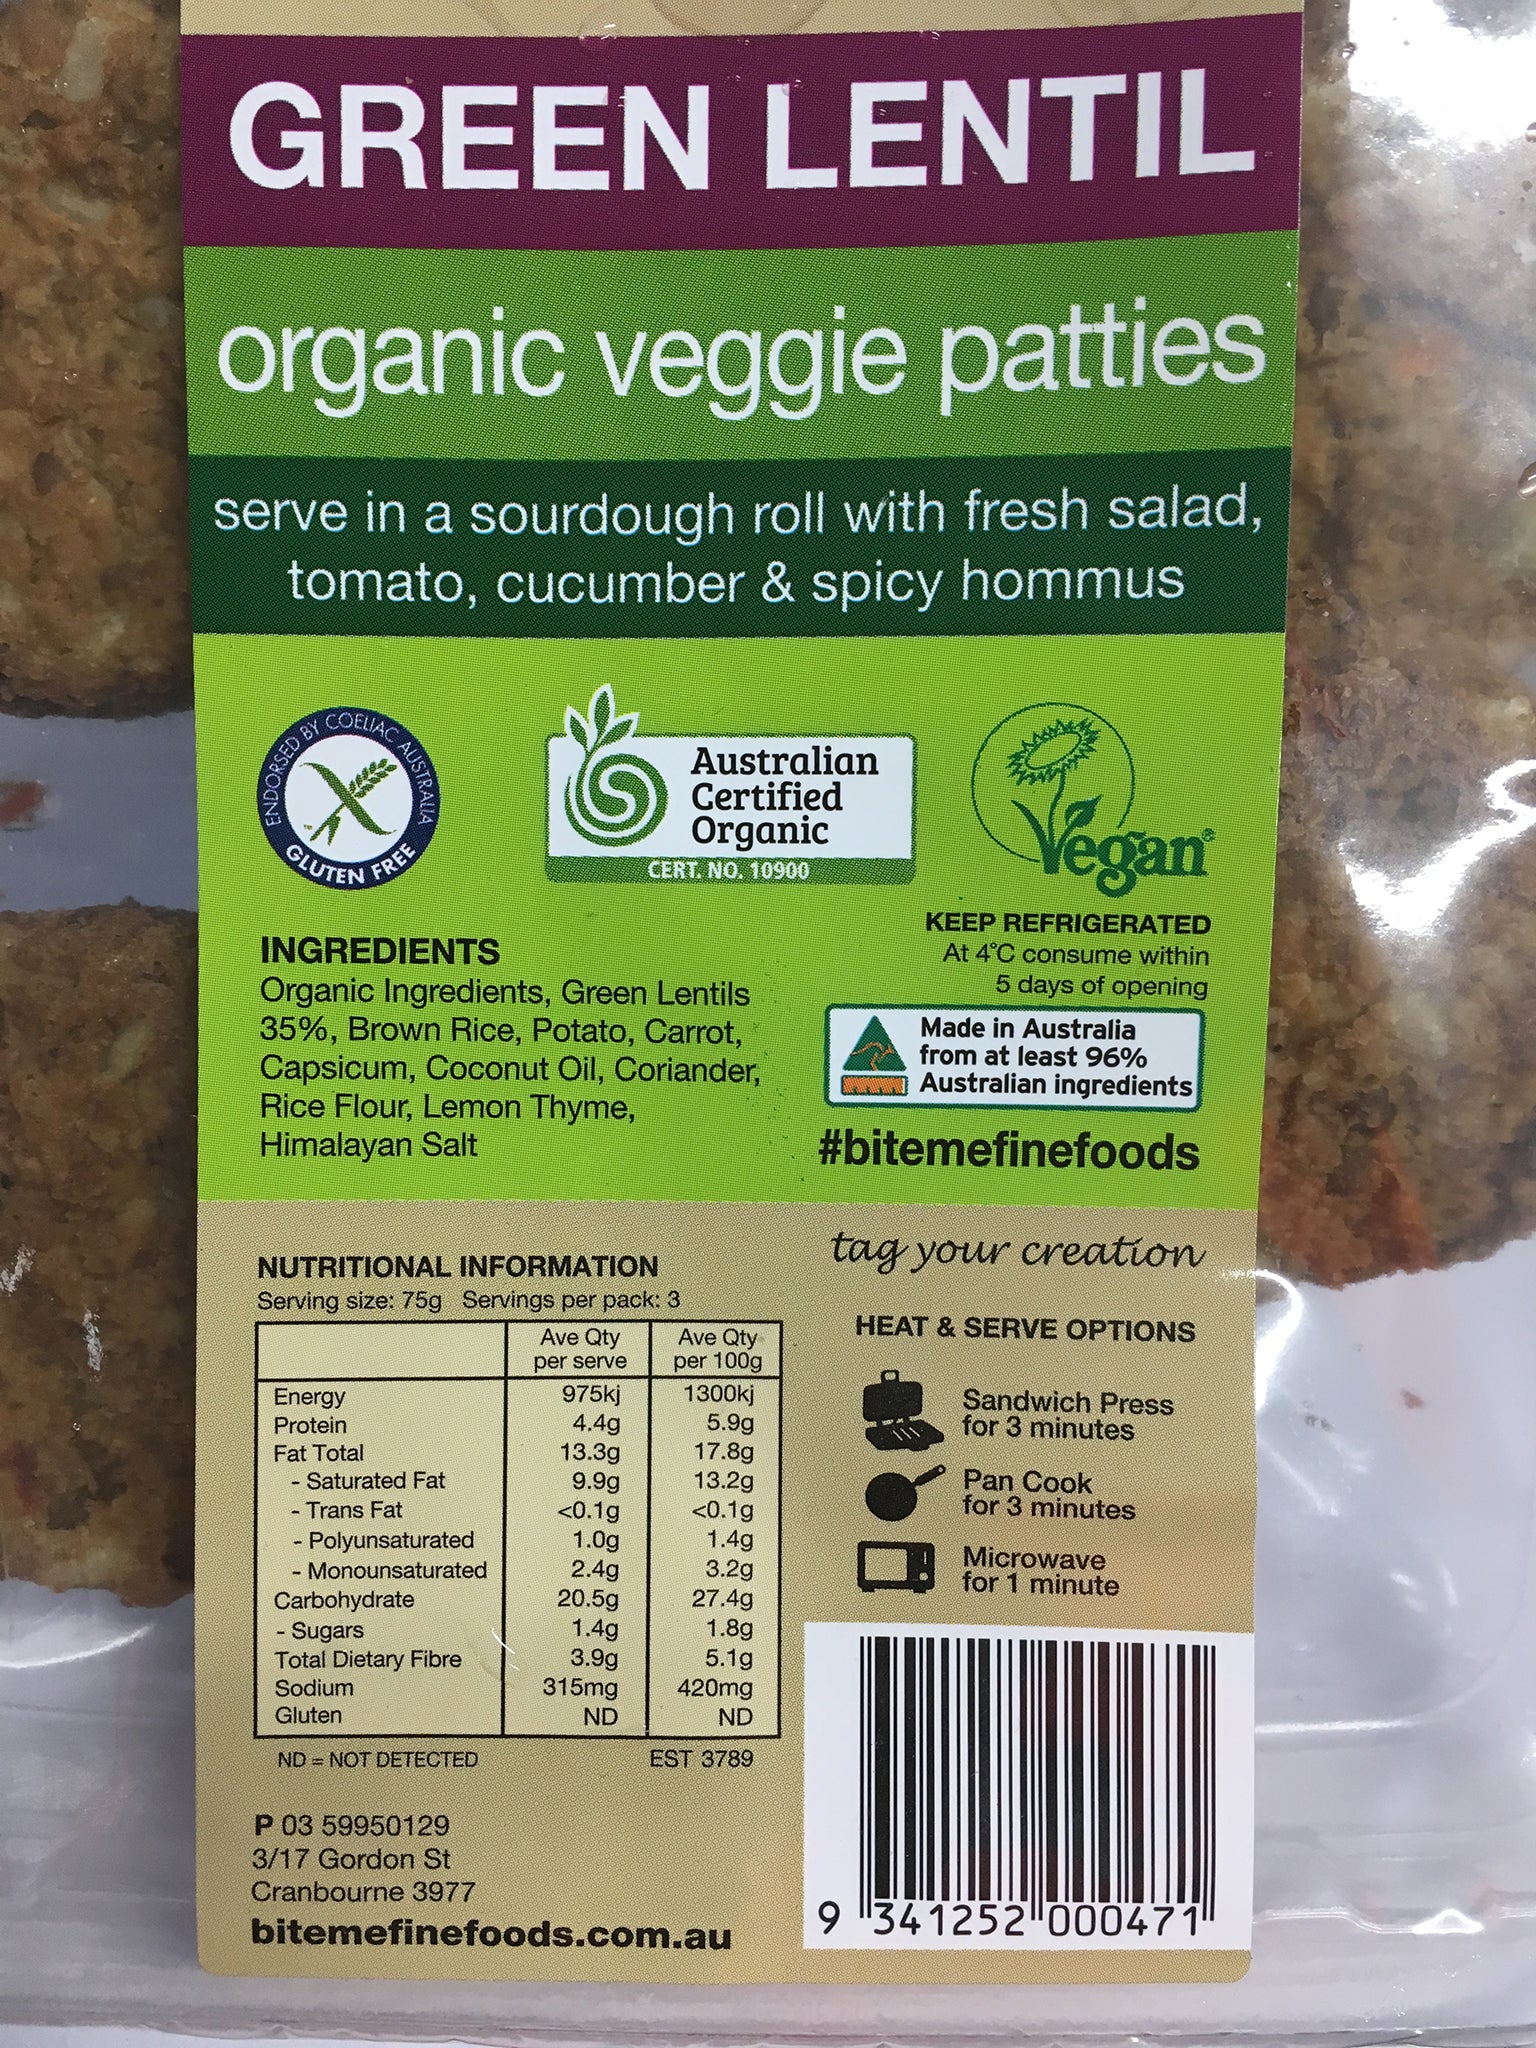 GREEN LENTIL
organic veggie patties
serve in a sourdough roll with fresh salad,
tomato, cucumber & spicy hommus
ENDORSED BY COELIAC AUSTRALIA
GLUTEN FREE
Australian
Certified
Organic
CERT. NO. 10900
Vegan®
KEEP REFRIGERATED
At 4°C consume within
5 days of opening
INGREDIENTS
Organic Ingredients, Green Lentils
35%, Brown Rice, Potato, Carrot,
Capsicum, Coconut Oil, Coriander,
Rice Flour, Lemon Thyme,
Himalayan Salt
Made in Australia
from at least 96%
Australian ingredients
#bitemefinefoods
tag your creation
NUTRITIONAL INFORMATION
Serving size: 75g Servings per pack: 3
Ave Qty per serve Ave Qty per 100g
Energy 975kj 1300kj
Protein 4.4g 5.9g
Fat Total 13.3g 17.8g
- Saturated Fat 9.9g 13.2g
- Trans Fat <0.1g <0.1g
- Polyunsaturated 1.0g 1.4g
- Monounsaturated 2.4g 3.2g
Carbohydrate 20.5g 27.4g
- Sugars 1.4g 1.8g
Total Dietary Fibre 3.9g 5.1g
Sodium 315mg 420mg
Gluten ND ND
ND = NOT DETECTED EST 3789
HEAT & SERVE OPTIONS
Sandwich Press
for 3 minutes
Pan Cook
for 3 minutes
Microwave
for 1 minute
P 03 59950129
3/17 Gordon St
Cranbourne 3977
bitemefinefoods.com.au
9 341252 000471